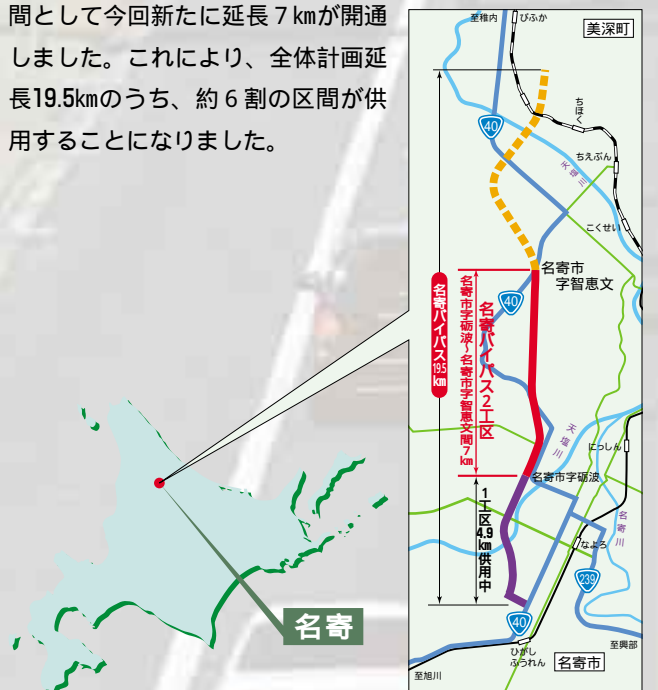 間として今回新たに延長７㎞が開通
しました。これにより、全体計画延
長19.5㎞のうち、約６割の区間が供
用することになりました。
至稚内
びふか
美深町
40
ちほく
ちえぶん
天塩川
こくせい
名寄市
字智恵文
名寄バイパス19.5㎞
名寄バイパス2工区
名寄市字砺波～名寄市字智恵文間7㎞
40
天塩川
にっしん
名寄市字砺波
1工区4.9㎞供用中
名寄川
なよろ
239
40
ひがし
ふうれん
名寄市
至興部
至旭川
名寄